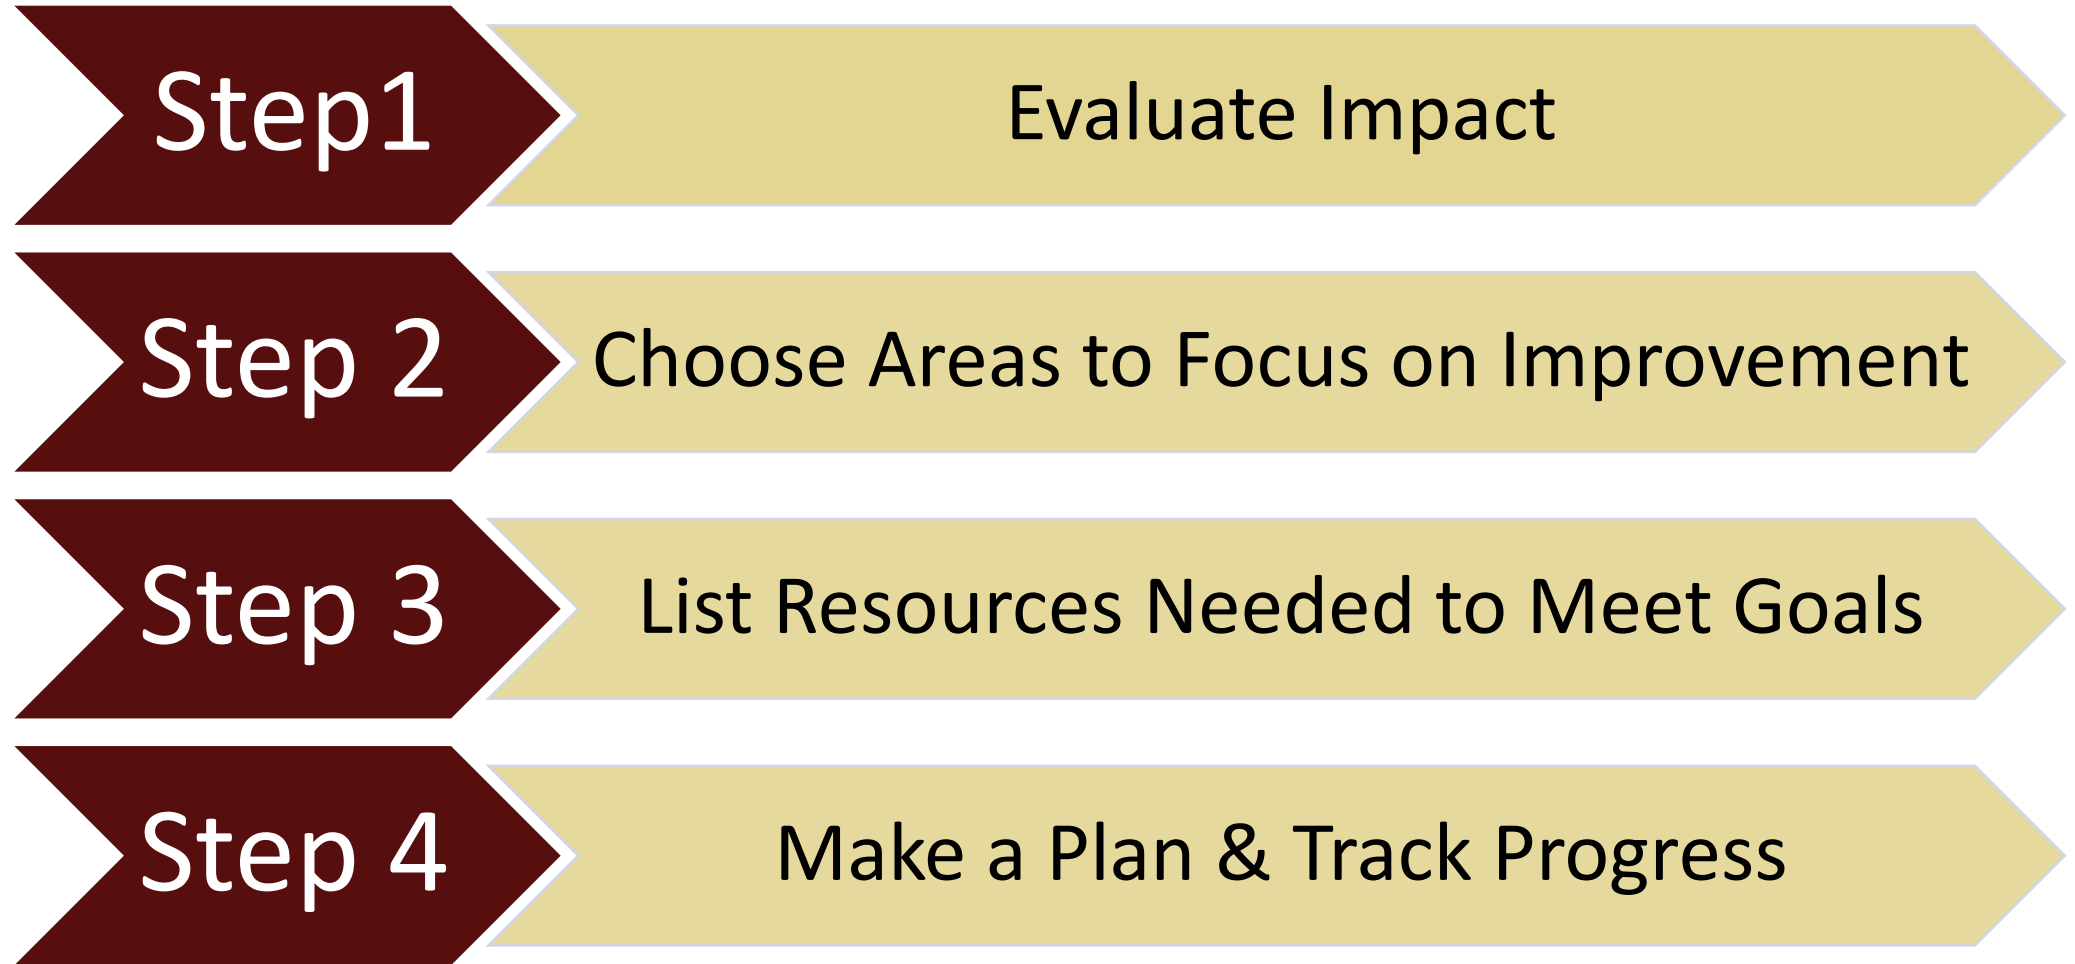 Step1
Evaluate Impact
Step 2
Choose Areas to Focus on Improvement
Step 3
List Resources Needed to Meet Goals
Step 4
Make a Plan & Track Progress